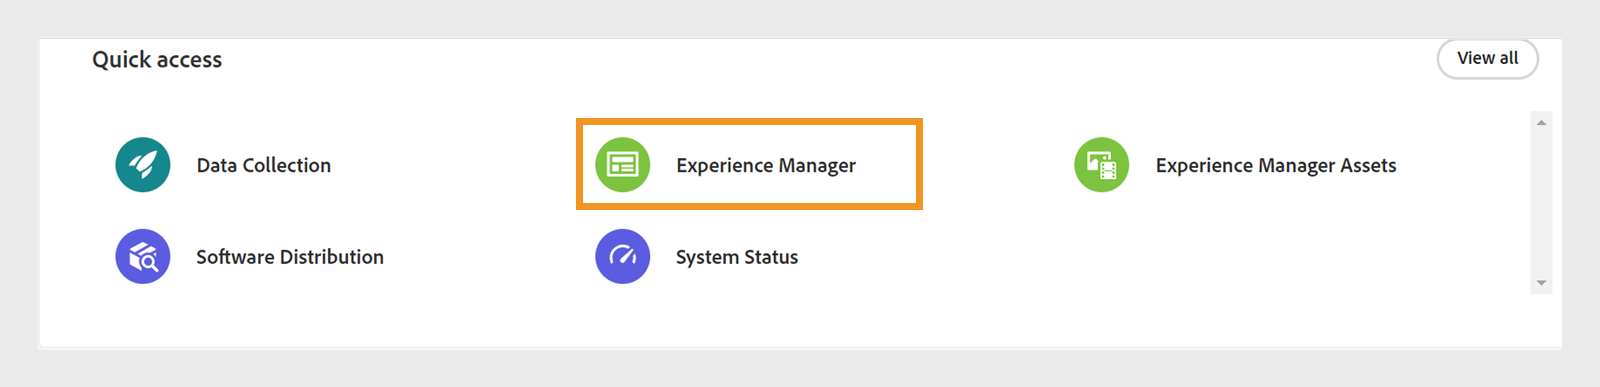 Quick access
View all
Data Collection
Experience Manager
Experience Manager Assets
Software Distribution
System Status